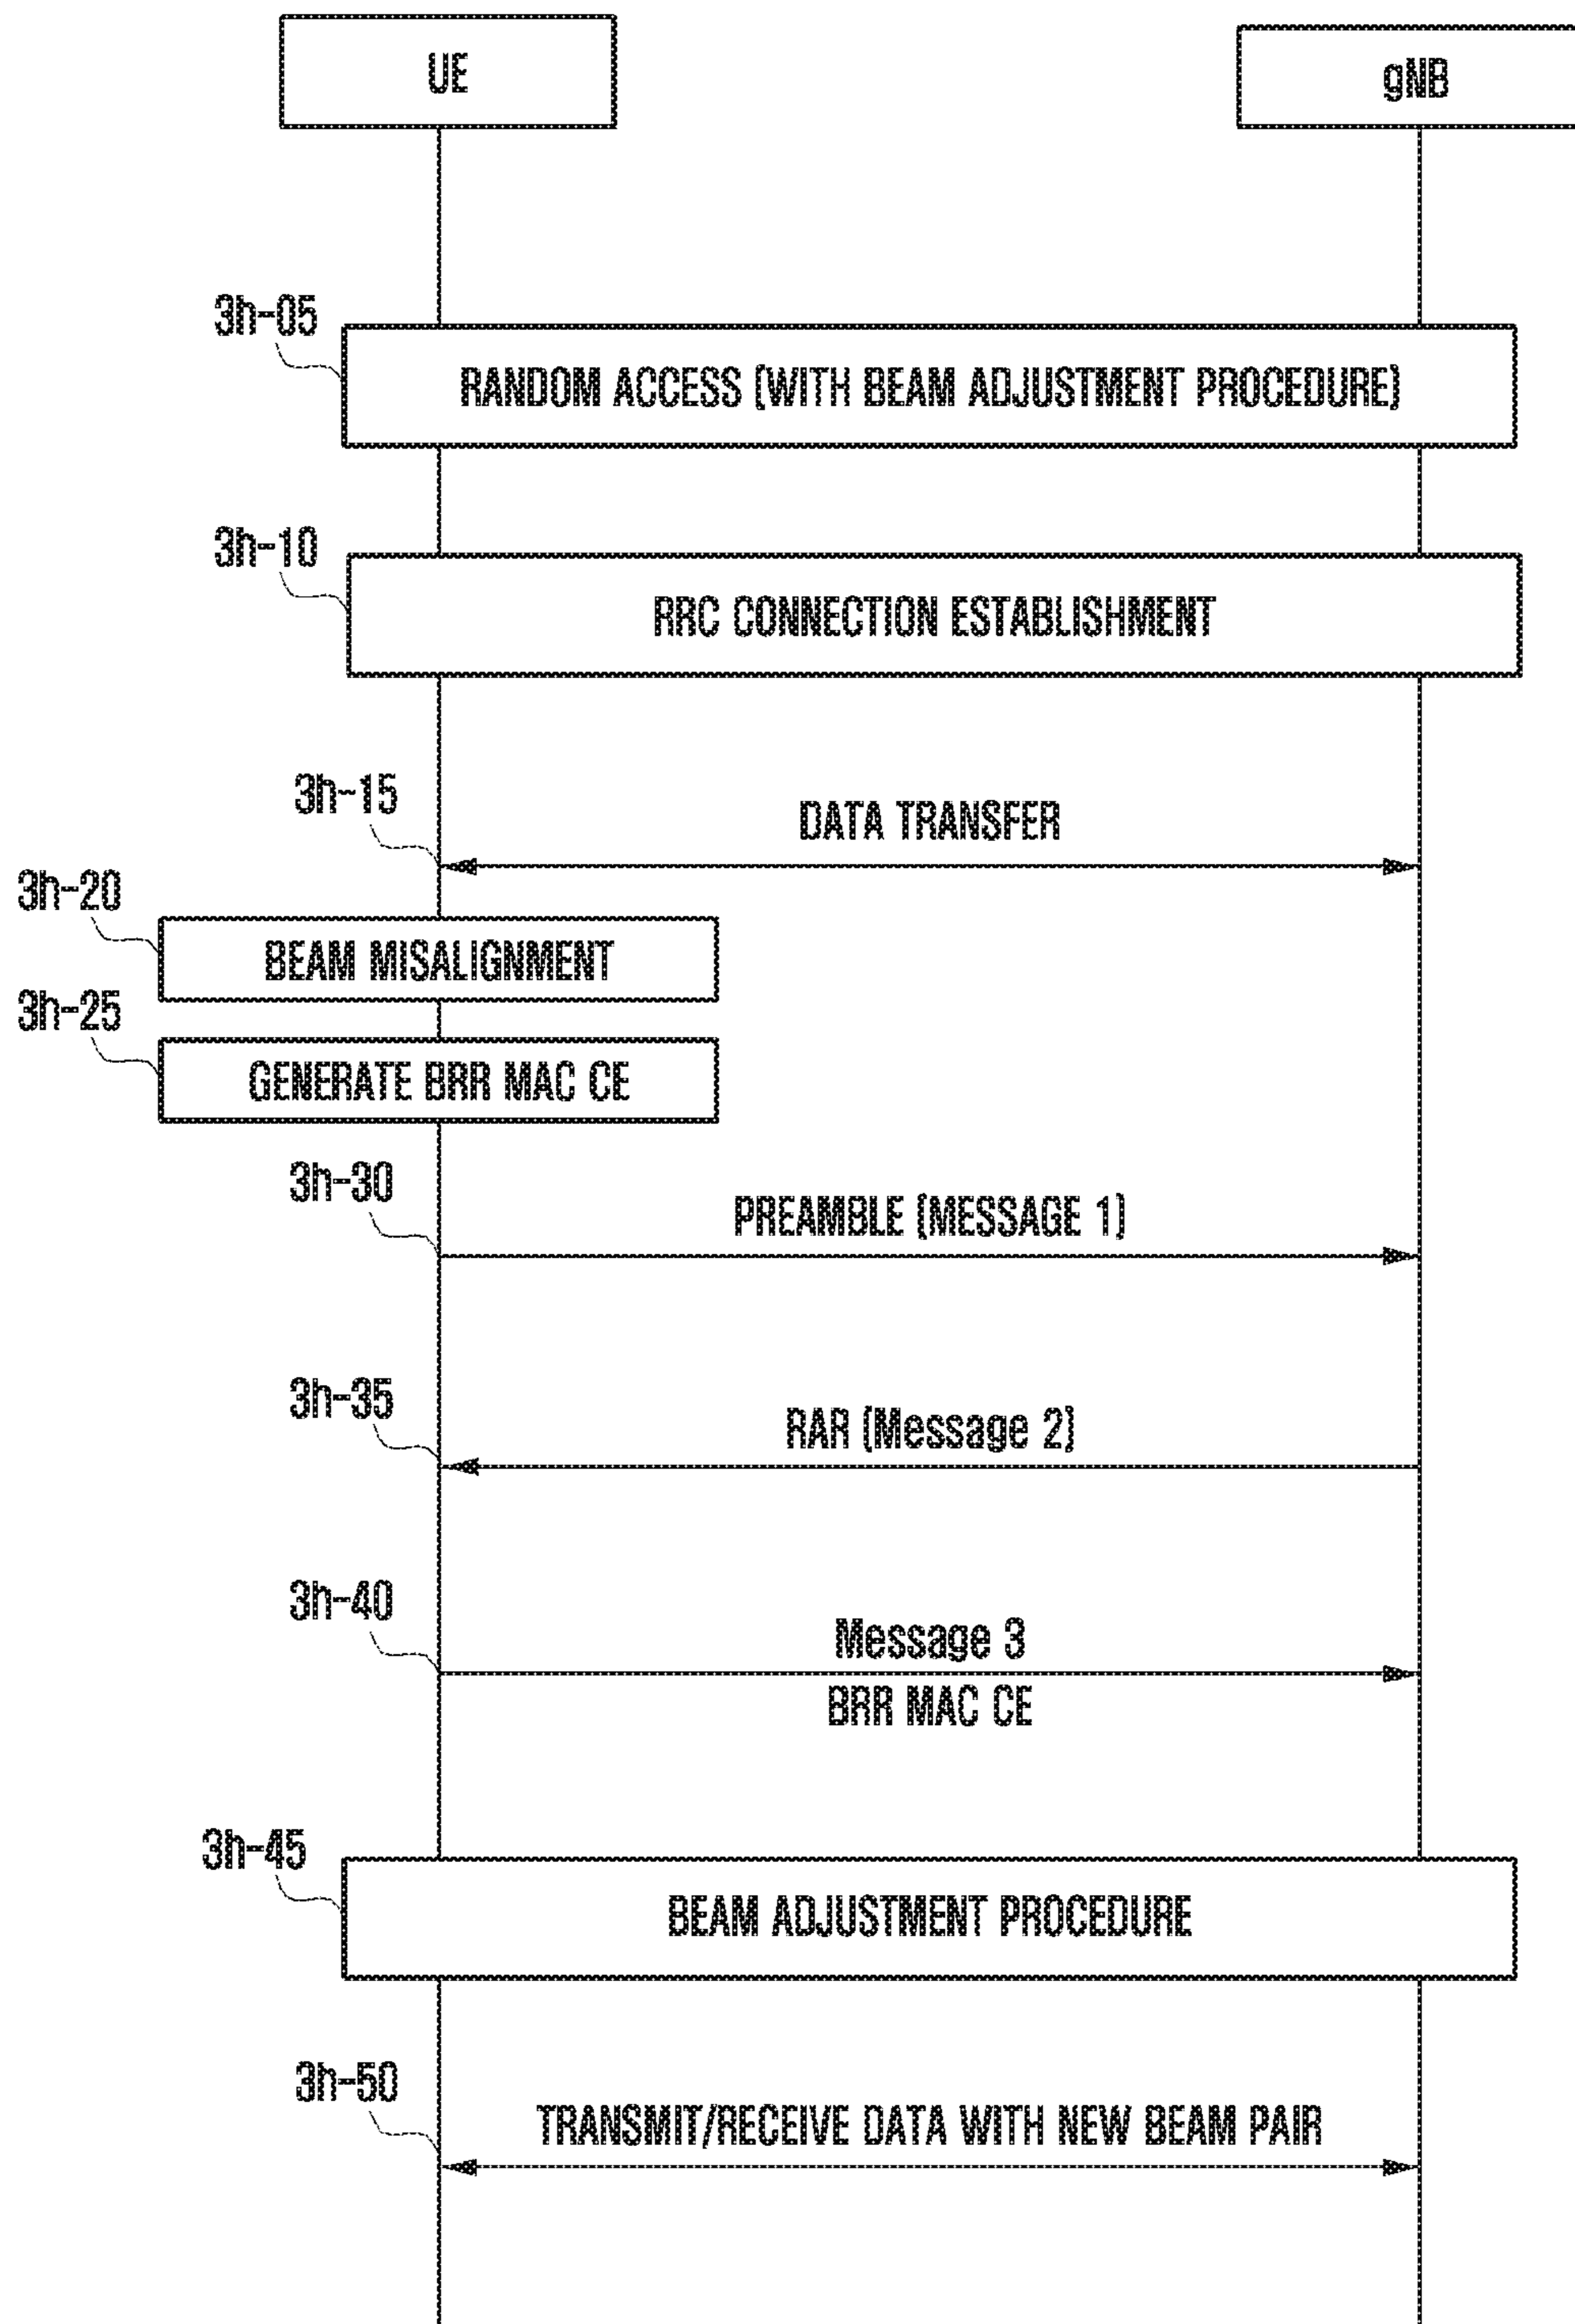 UE
gNB
3h-05
RANDOM ACCESS (WITH BEAM ADJUSTMENT PROCEDURE)
3h-10
RRC CONNECTION ESTABLISHMENT
3h-15
DATA TRANSFER
3h-20
BEAM MISALIGNMENT
3h-25
GENERATE BRR MAC CE
3h-30
PREAMBLE (MESSAGE 1)
3h-35
RAR (Message 2)
3h-40
Message 3
BRR MAC CE
3h-45
BEAM ADJUSTMENT PROCEDURE
3h-50
TRANSMIT/RECEIVE DATA WITH NEW BEAM PAIR